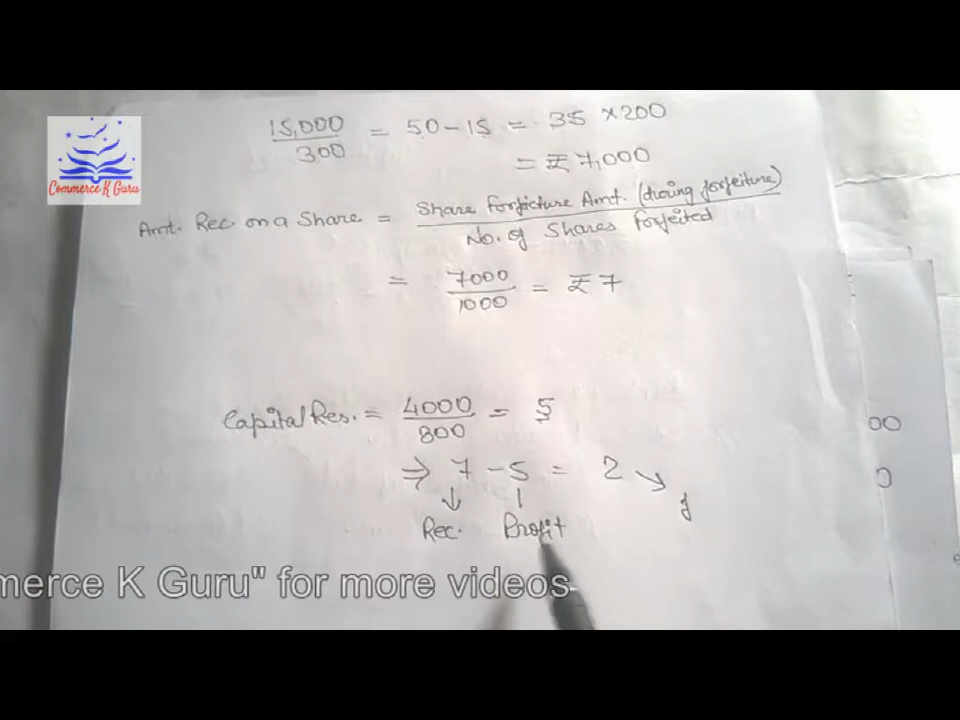 15,000 / 300 = 50 - 15 = 35 × 200
= ₹ 7,000
Commerce K Guru
Amt. Rec. on a Share = Share Forfieture Amt. (during forfeiture) / No. of Shares Forfeited
= 7000 / 1000 = ₹ 7
Capital Res. = 4000 / 800 = 5
00
⇒ 7 - 5 = 2
Rec. Profit
merce K Guru" for more videos